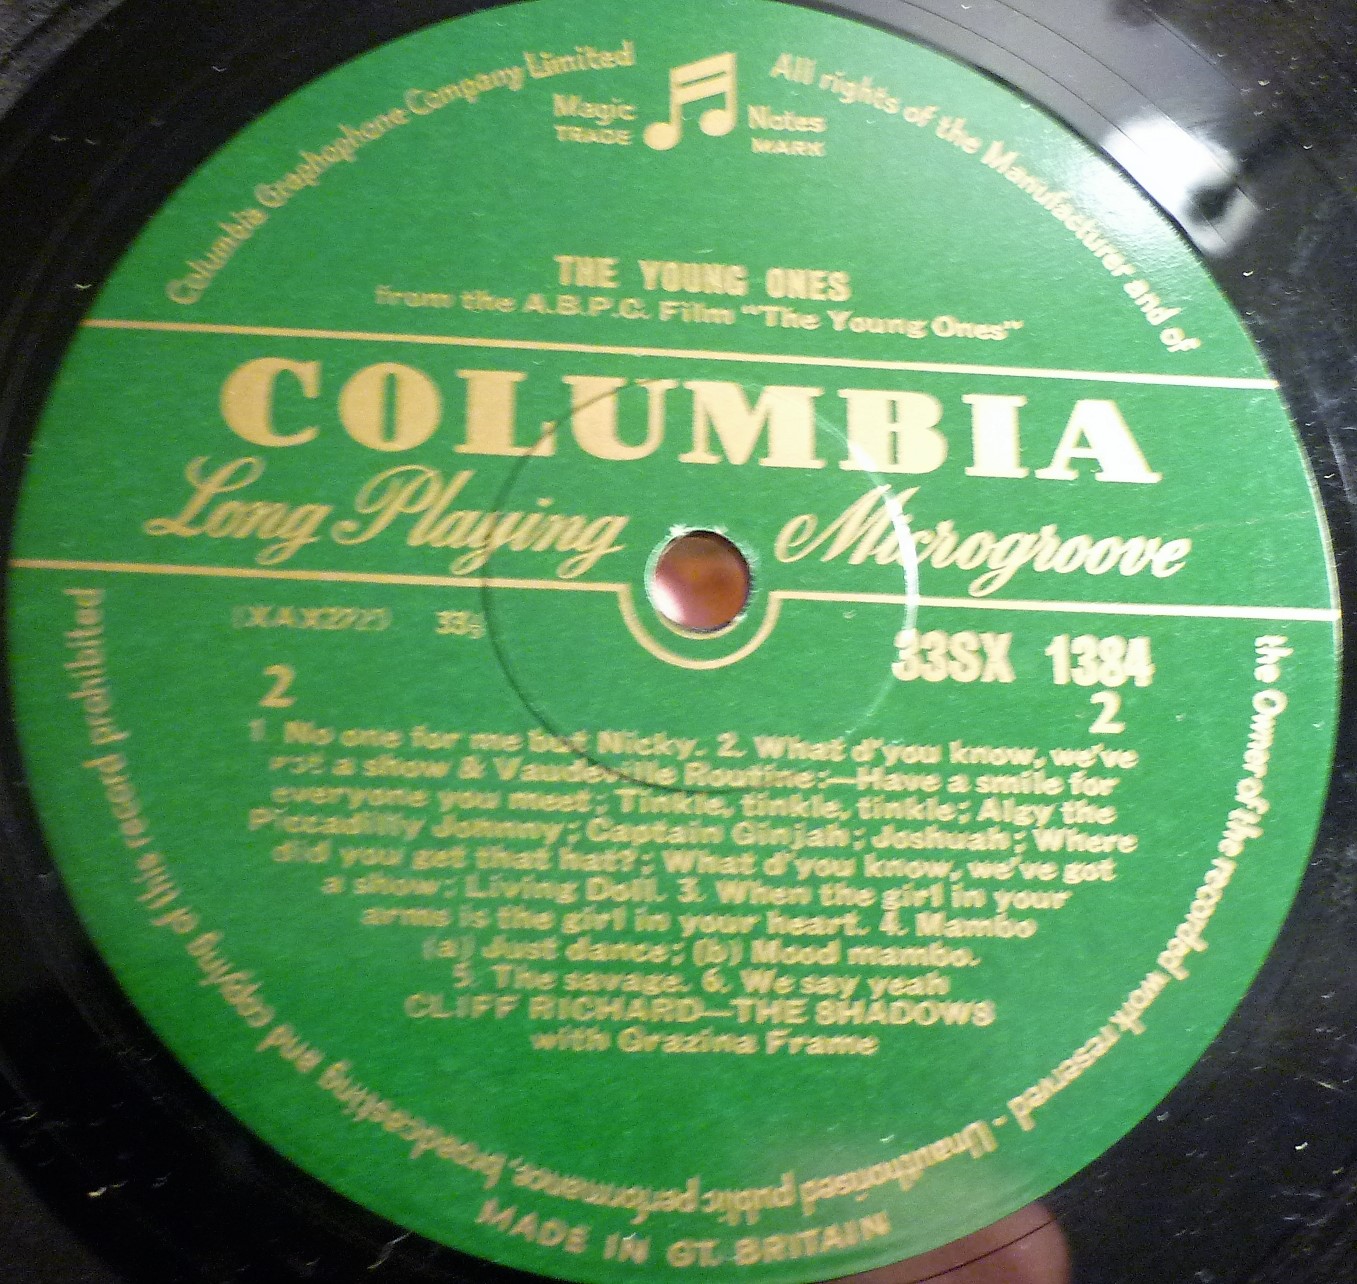 Columbia Graphophone Company Limited
All rights of the Manufacturer and of
the Owner of the recorded work reserved - Unauthorised public performance, broadcasting and copying of this record prohibited
Magic Notes
TRADE MARK
THE YOUNG ONES
from the A.B.P.C. Film "The Young Ones"
COLUMBIA
Long Playing Microgroove
33⅓
33SX 1384
2
2
1 No one for me but Nicky. 2. What d'you know, we've
got a show & Vaudeville Routine:—Have a smile for
everyone you meet; Tinkle, tinkle, tinkle; Algy the
Piccadilly Johnny; Captain Ginjah; Joshuah; Where
did you get that hat?; What d'you know, we've got
a show; Living Doll. 3. When the girl in your
arms is the girl in your heart. 4. Mambo
(a) Just dance; (b) Mood mambo.
5. The savage. 6. We say yeah
CLIFF RICHARD—THE SHADOWS
with Grazina Frame
MADE IN GT. BRITAIN